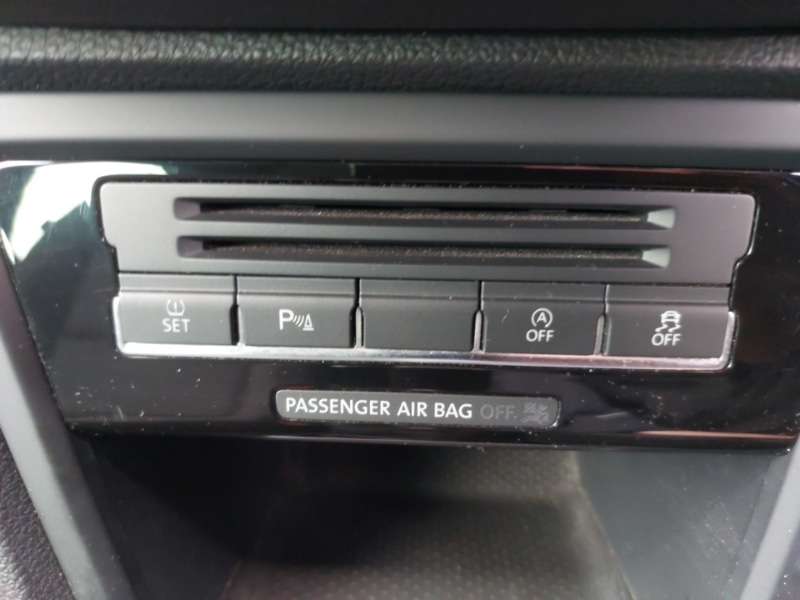 SET
P
A
OFF
OFF
PASSENGER AIR BAG OFF